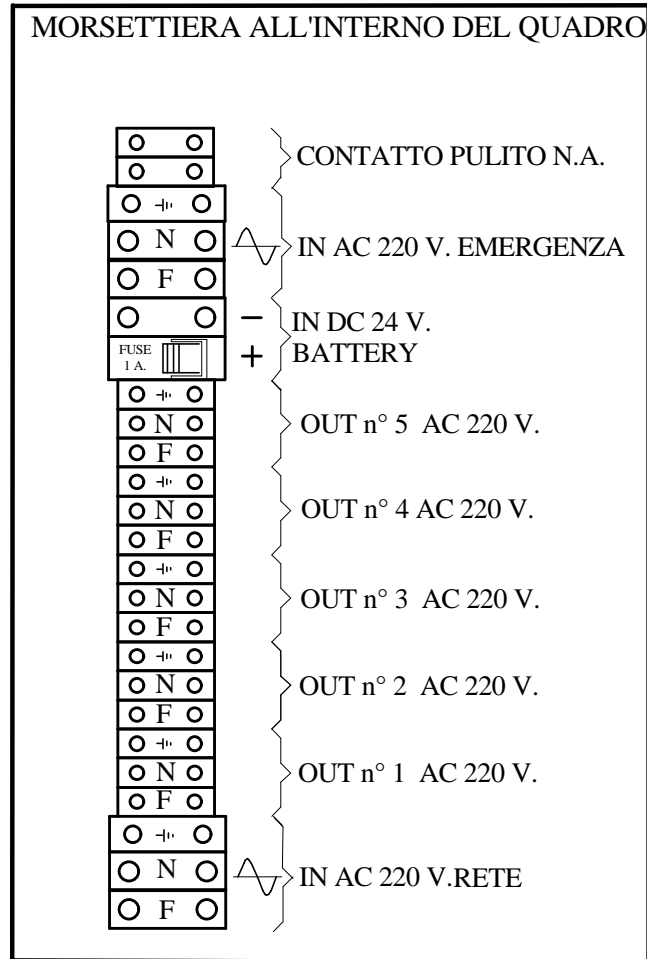 MORSETTIERA ALL'INTERNO DEL QUADRO
CONTATTO PULITO N.A.
N
F
IN AC 220 V. EMERGENZA
− IN DC 24 V.
FUSE
1 A.
+ BATTERY
N
F
OUT n° 5 AC 220 V.
N
F
OUT n° 4 AC 220 V.
N
F
OUT n° 3 AC 220 V.
N
F
OUT n° 2 AC 220 V.
N
F
OUT n° 1 AC 220 V.
N
F
IN AC 220 V.RETE